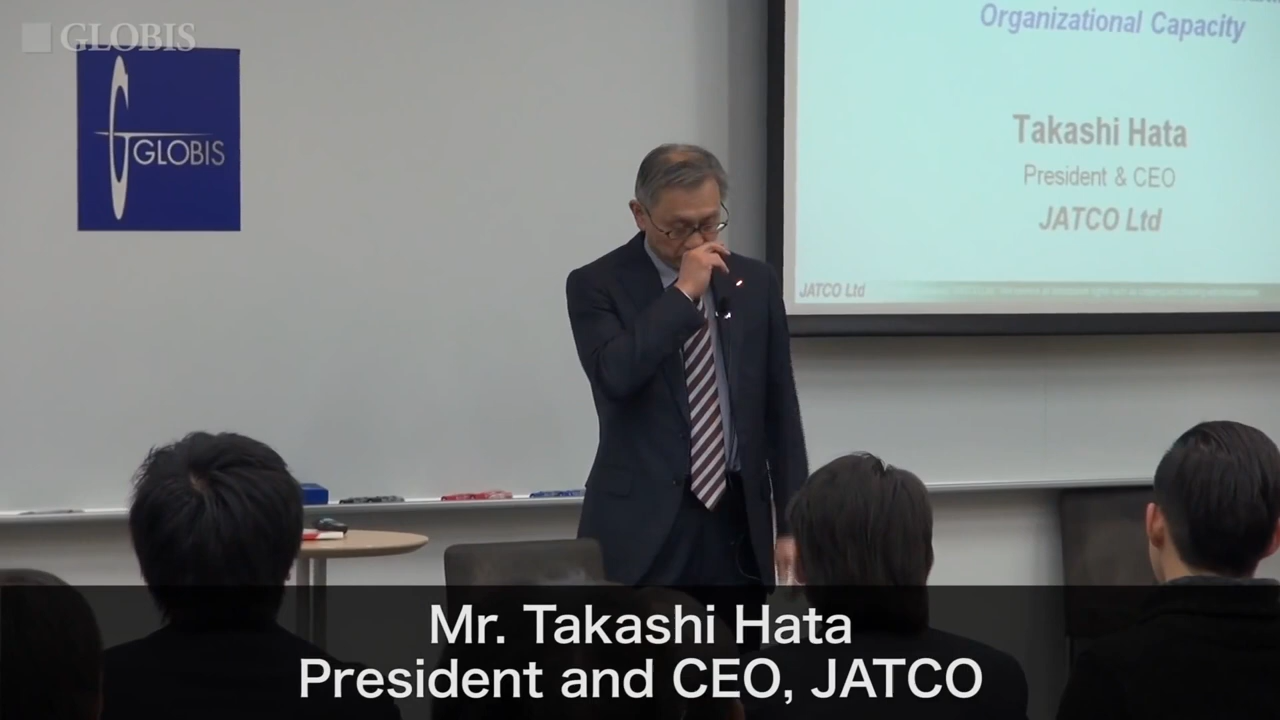 GLOBIS
GLOBIS
Organizational Capacity
Takashi Hata
President & CEO
JATCO Ltd
JATCO Ltd
Mr. Takashi Hata
President and CEO, JATCO